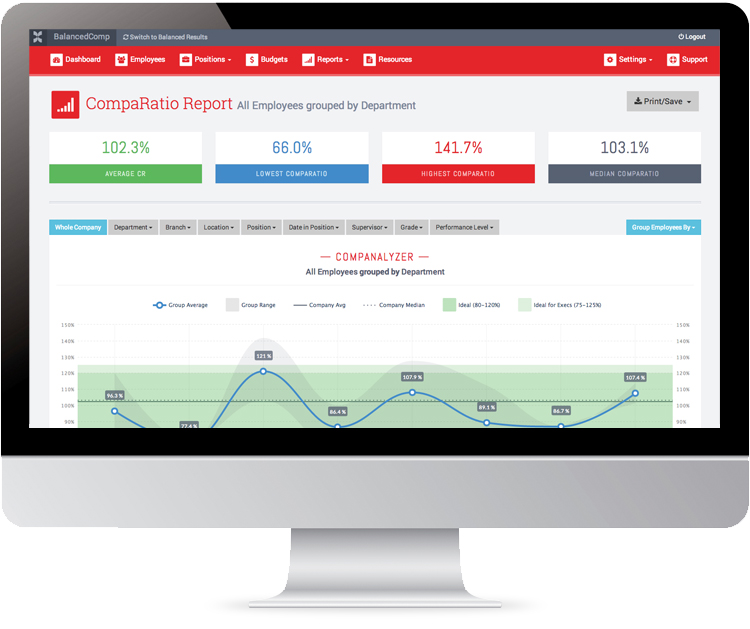 BalancedComp Switch to Balanced Results Logout
Dashboard Employees Positions Budgets Reports Resources Settings Support
CompaRatio Report All Employees grouped by Department Print/Save
102.3% 66.0% 141.7% 103.1%
AVERAGE CR LOWEST COMPARATIO HIGHEST COMPARATIO MEDIAN COMPARATIO
Whole Company Department Branch Location Position Date in Position Supervisor Grade Performance Level Group Employees By
— COMPANALYZER —
All Employees grouped by Department
Group Average Group Range Company Avg Company Median Ideal (80-120%) Ideal for Execs (75-125%)
150% 150%
140% 140%
130% 130%
121 %
120% 120%
107.9 % 107.4 %
110% 110%
96.3 %
100% 100%
86.4 % 89.1 % 86.7 %
90% 90%
77.4 %